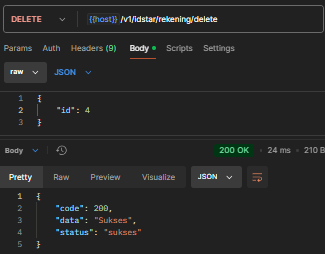 DELETE {{host}} /v1/idstar/rekening/delete
Params Auth Headers (9) Body Scripts Settings
raw JSON
1 {
2 "id": 4
3 }
Body 200 OK 24 ms 210 B
Pretty Raw Preview Visualize JSON
1 {
2 "code": 200,
3 "data": "Sukses",
4 "status": "sukses"
5 }